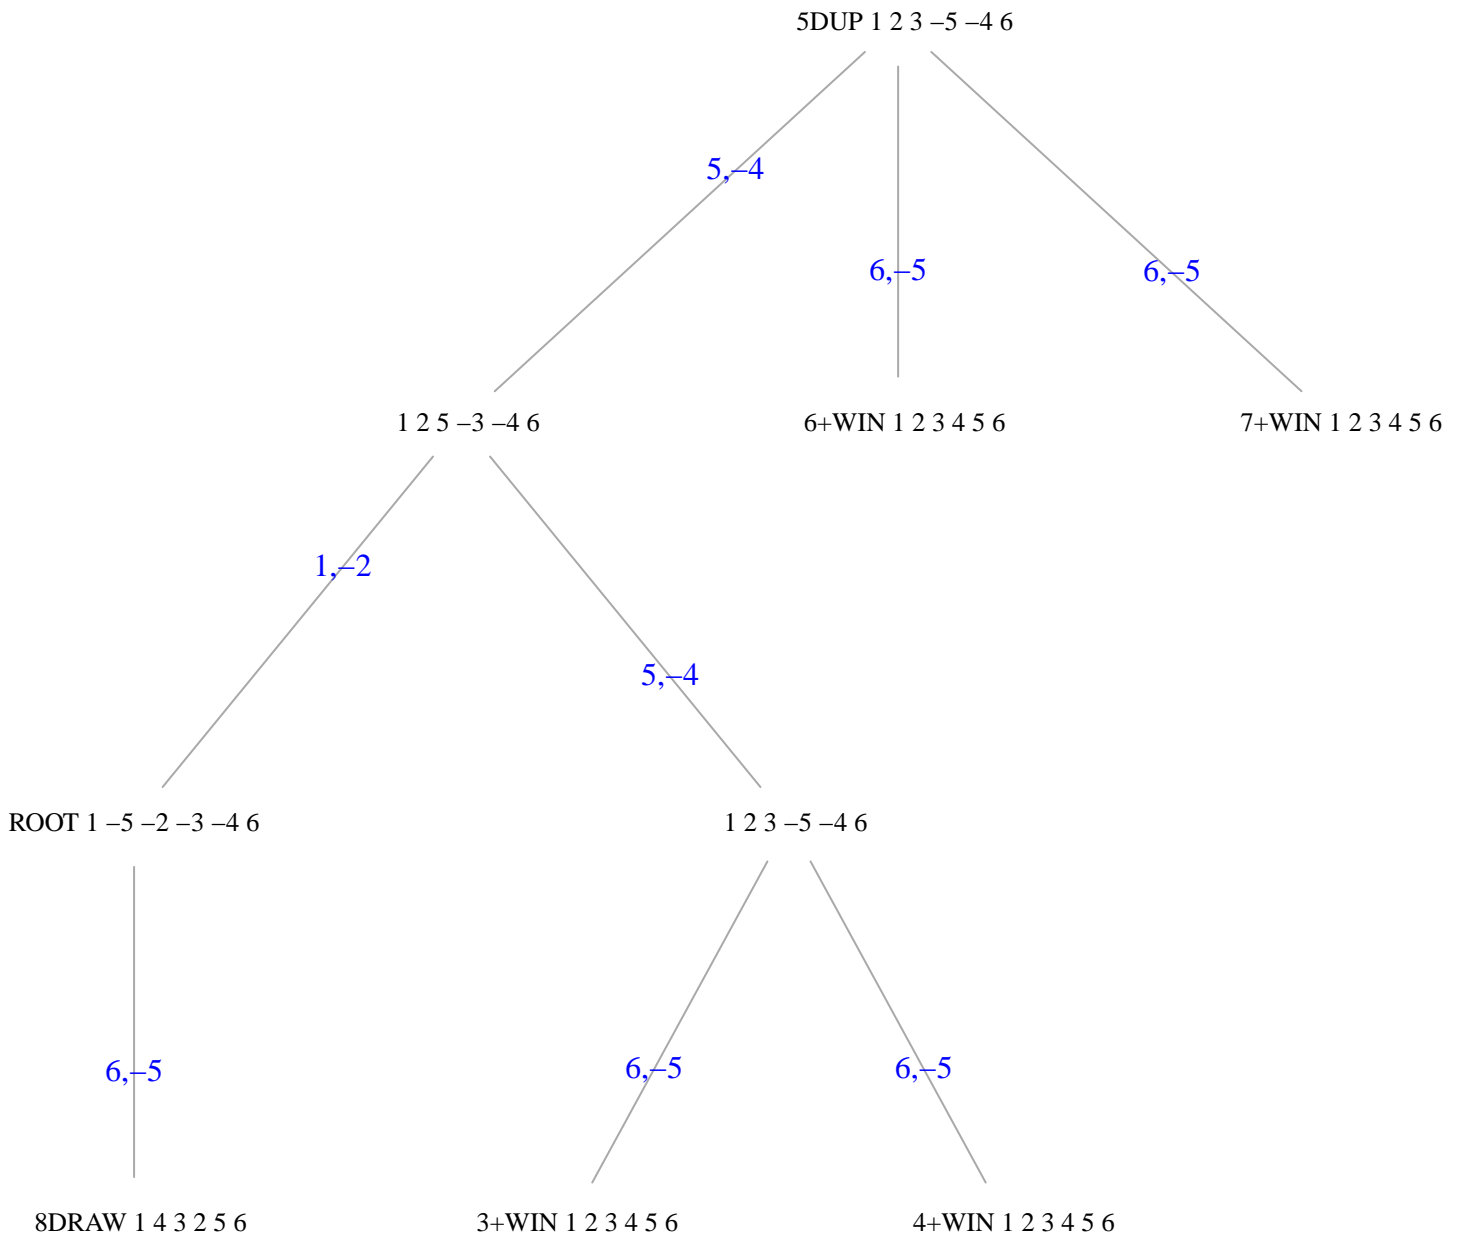 5DUP 1 2 3 –5 –4 6
5,–4
6,–5
6,–5
1 2 5 –3 –4 6
6+WIN 1 2 3 4 5 6
7+WIN 1 2 3 4 5 6
1,–2
5,–4
ROOT 1 –5 –2 –3 –4 6
1 2 3 –5 –4 6
6,–5
6,–5
6,–5
8DRAW 1 4 3 2 5 6
3+WIN 1 2 3 4 5 6
4+WIN 1 2 3 4 5 6